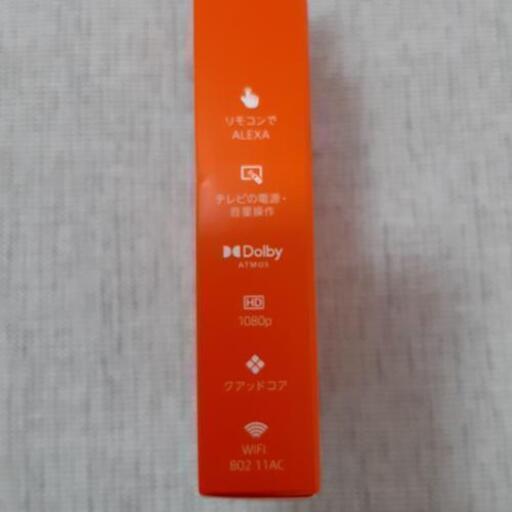 リモコンで
ALEXA
テレビの電源・
音量操作
Dolby
ATMOS
HD
1080p
クアッドコア
WIFI
802 11AC